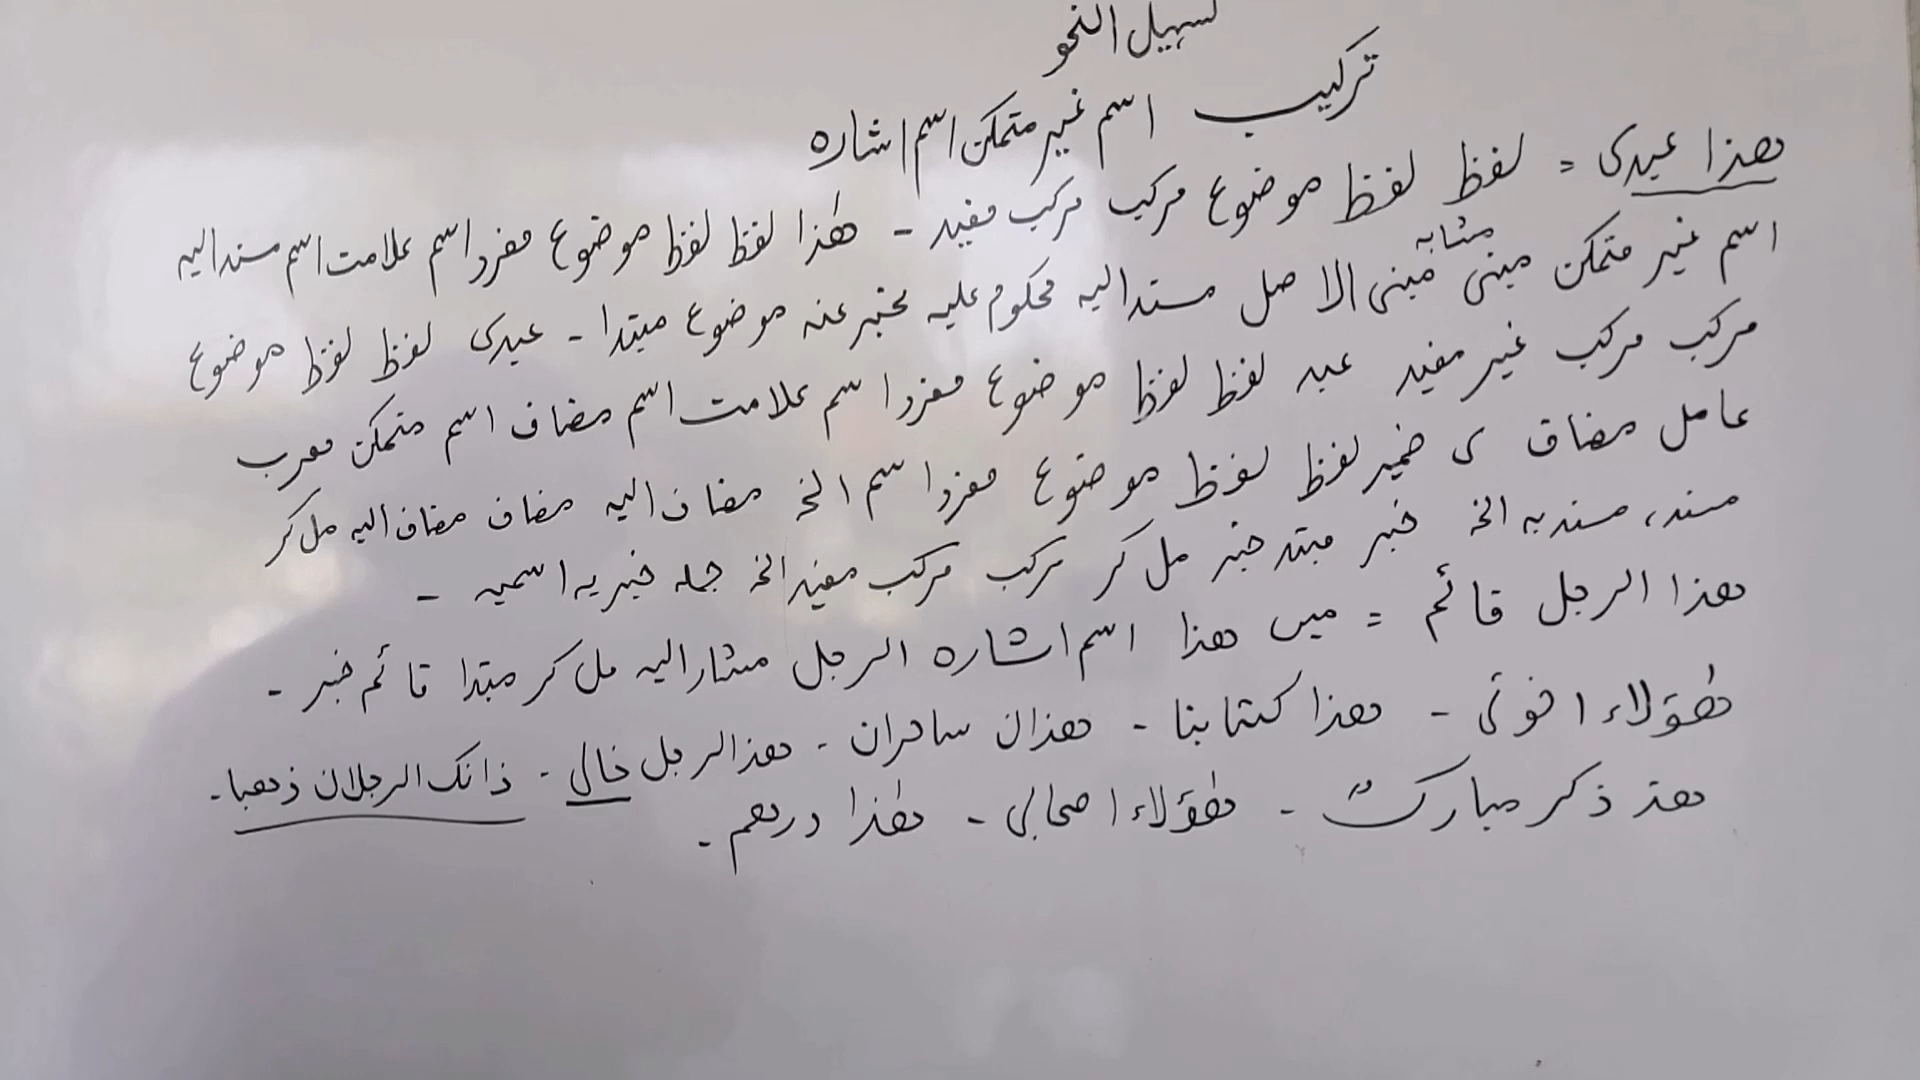 تسہیل النحو
ترکیب اسم غیر متمکن اسم اشارہ
ھذا عبدی = لفظ لفظ موضوع مرکب مرکب مفید - ھٰذا لفظ لفظ موضوع مفرد اسم علامت اسم مسند الیہ
اسم غیر متمکن مبنی مشابہ مبنی الاصل مسند الیہ محکوم علیہ مخبر عنہ موضوع مبتدا - عبدی لفظ لفظ موضوع
مرکب مرکب غیر مفید عبد لفظ لفظ موضوع مفرد اسم علامت اسم مضاف اسم متمکن معرب
عامل مضاف ی ضمیر لفظ لفظ موضوع مفرد اسم الخ مضاف الیہ مضاف مضاف الیہ مل کر
مسند، مسند بہ الخ خبر مبتد خبر مل کر مرکب مرکب مفید الخ جملہ خبریہ اسمیہ -
ھذا الرجل قائم = میں ھذا اسم اشارہ الرجل مشار الیہ مل کر مبتدا قائم خبر -
ھٰؤلاء اخوتی - ھذا کتابنا - ھذان ساحران - ھذالرجل خالی - ذانک الرجلان ذھبا -
ھذ ذکر مبارکٌ - ھٰؤلاء اصحابی - ھٰذا درھم -